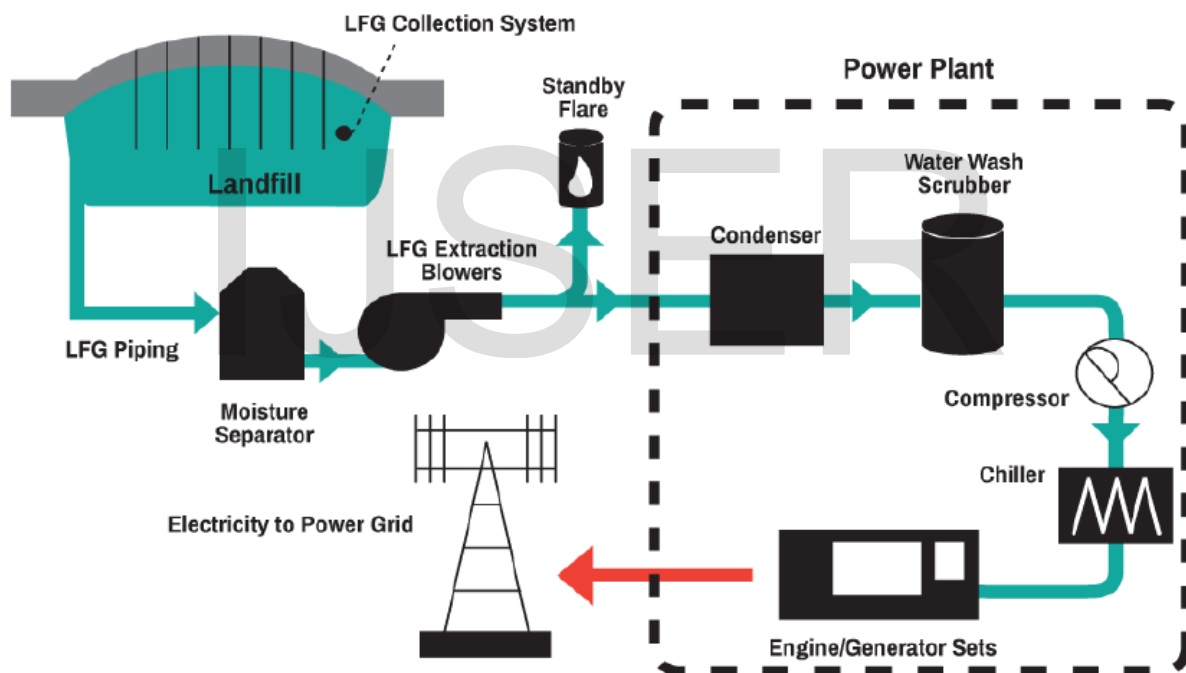 LFG Collection System
Power Plant
Standby
Flare
Water Wash
Scrubber
Landfill
Condenser
LFG Extraction
Blowers
IJSER
LFG Piping
Compressor
Moisture
Separator
Chiller
Electricity to Power Grid
Engine/Generator Sets